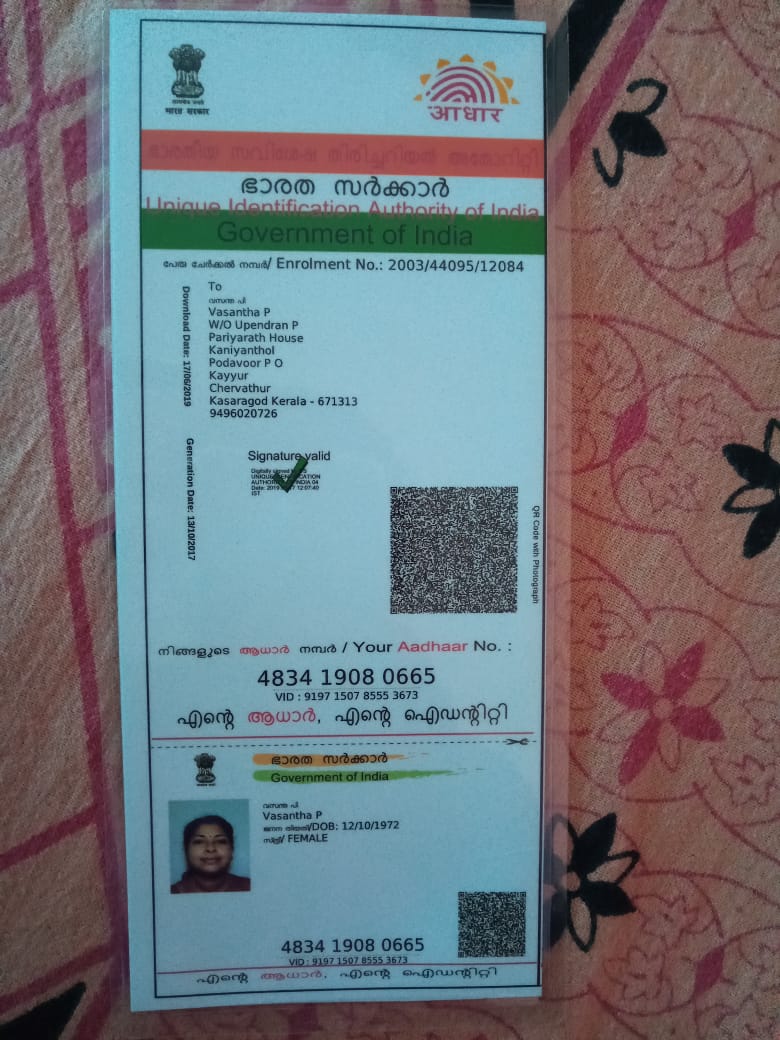 सत्यमेव जयते
भारत सरकार
आधार
ഭാരതീയ സവിശേഷ തിരിച്ചറിയൽ അതോറിറ്റി
ഭാരത സർക്കാർ
Unique Identification Authority of India
Government of India
പേരു ചേർക്കൽ നമ്പർ/ Enrolment No.: 2003/44095/12084
Download Date: 17/06/2019
Generation Date: 13/10/2017
To
വസന്ത പി
Vasantha P
W/O Upendran P
Pariyarath House
Kaniyanthol
Podavoor P O
Kayyur
Chervathur
Kasaragod Kerala - 671313
9496020726
Signature valid
Digitally signed
UNIQUE IDENTIFICATION
AUTHORITY INDIA 04
Date: 2019 12:07:40
IST
QR Code with Photograph
നിങ്ങളുടെ ആധാർ നമ്പർ / Your Aadhaar No. :
4834 1908 0665
VID : 9197 1507 8555 3673
എന്റെ ആധാർ, എന്റെ ഐഡന്റിറ്റി
ഭാരത സർക്കാർ
Government of India
വസന്ത പി
Vasantha P
ജനന തിയതി/DOB: 12/10/1972
സ്ത്രീ/ FEMALE
4834 1908 0665
VID : 9197 1507 8555 3673
എന്റെ ആധാർ, എന്റെ ഐഡന്റിറ്റി